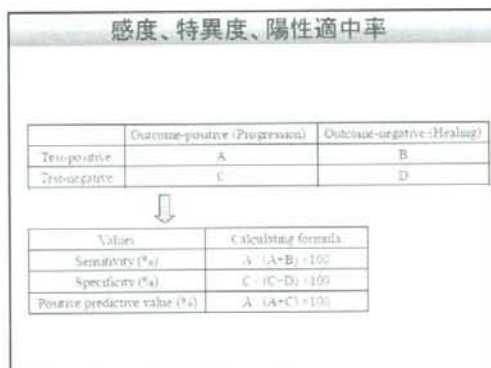 感度、特異度、陽性適中率
Outcome-positive (Progression) Outcome-negative (Healing)
Test-positive A B
Test-negative C D
Values Calculating formula
Sensitivity (%) A / (A+B) ×100
Specificity (%) C / (C+D) ×100
Positive predictive value (%) A / (A+C) ×100